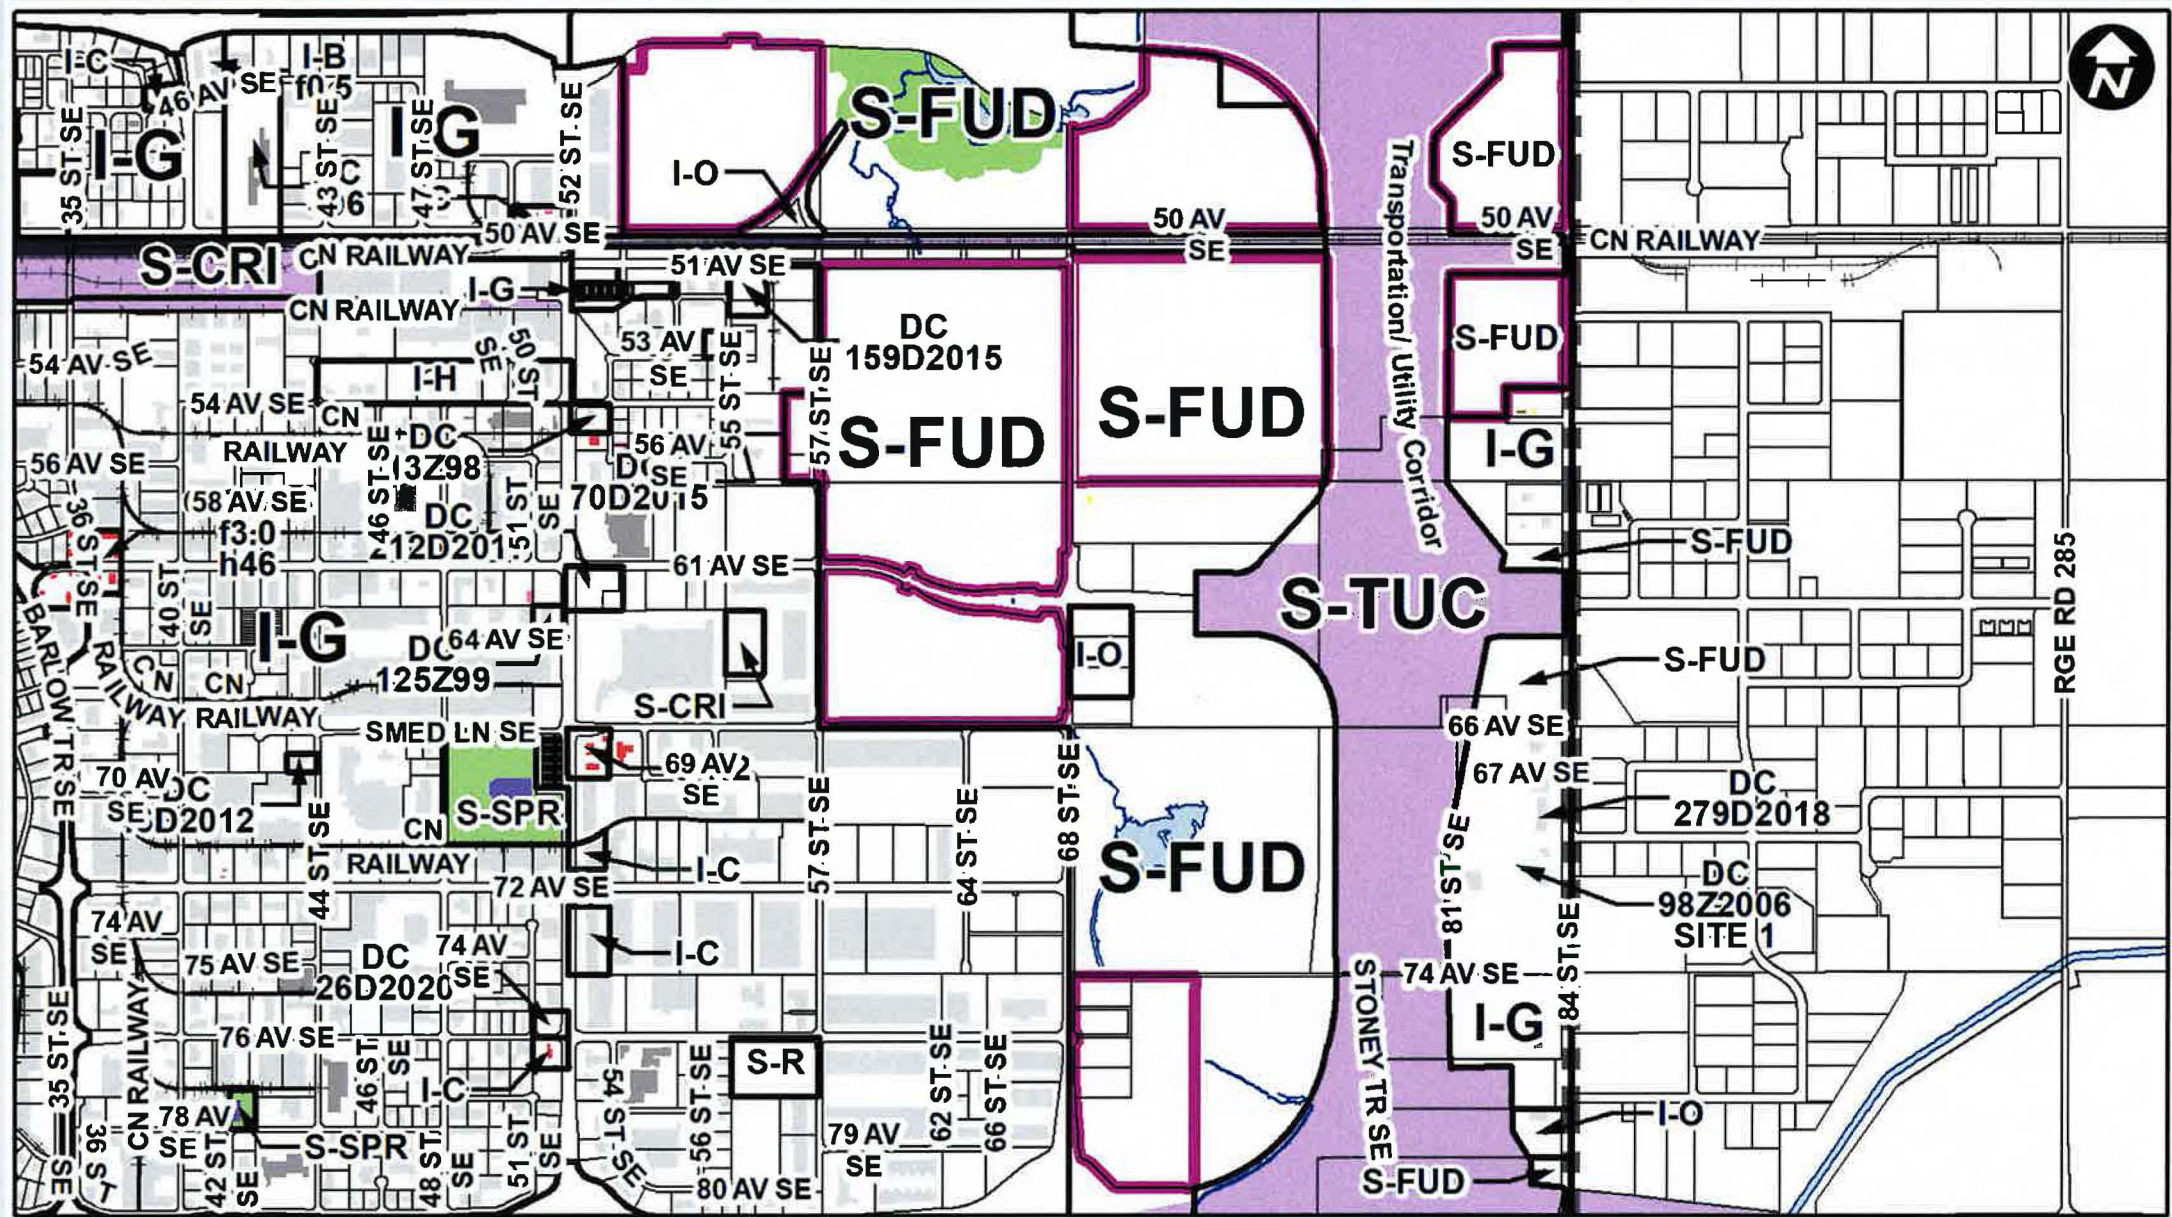 I-C
46 AV SE
I-B
f0.5
I-G
I-G
N
35 ST SE
43 ST SE
47 ST SE
52 ST SE
C
6
I-O
S-FUD
S-FUD
Transportation/ Utility Corridor
50 AV SE
50 AV
SE
50 AV
SE
CN RAILWAY
S-CRI
CN RAILWAY
51 AV SE
I-G
CN RAILWAY
DC
159D2015
S-FUD
53 AV
SE
54 AV SE
50 ST
SE
I-H
55 ST SE
57 ST SE
S-FUD
S-FUD
54 AV SE
CN
RAILWAY
DC
13Z98
46 ST SE
56 AV
SE
56 AV SE
I-G
58 AV SE
f3.0
h46
DC
70D2015
51 ST
SE
DC
212D201
36 ST SE
61 AV SE
S-FUD
40 ST
SE
S-TUC
RGE RD 285
I-G
DC
125Z99
64 AV SE
I-O
S-FUD
BARLOW TR SE
CN
RAILWAY
CN
RAILWAY
S-CRI
SMED LN SE
66 AV SE
67 AV SE
69 AV
SE
70 AV
SE
DC
D2012
44 ST SE
S-SPR
CN
RAILWAY
57 ST SE
64 ST SE
68 ST SE
S-FUD
81 ST SE
DC
279D2018
I-C
72 AV SE
DC
98Z2006
SITE 1
74 AV
SE
75 AV SE
DC
26D2020
74 AV
SE
I-C
STONEY TR SE
74 AV SE
84 ST SE
I-G
35 ST SE
CN RAILWAY
76 AV SE
46 ST
SE
I-C
54 ST SE
56 ST SE
S-R
62 ST SE
66 ST SE
I-O
78 AV
SE
36 ST
SE
42 ST
SE
S-SPR
48 ST
SE
51 ST
SE
79 AV
SE
80 AV SE
S-FUD